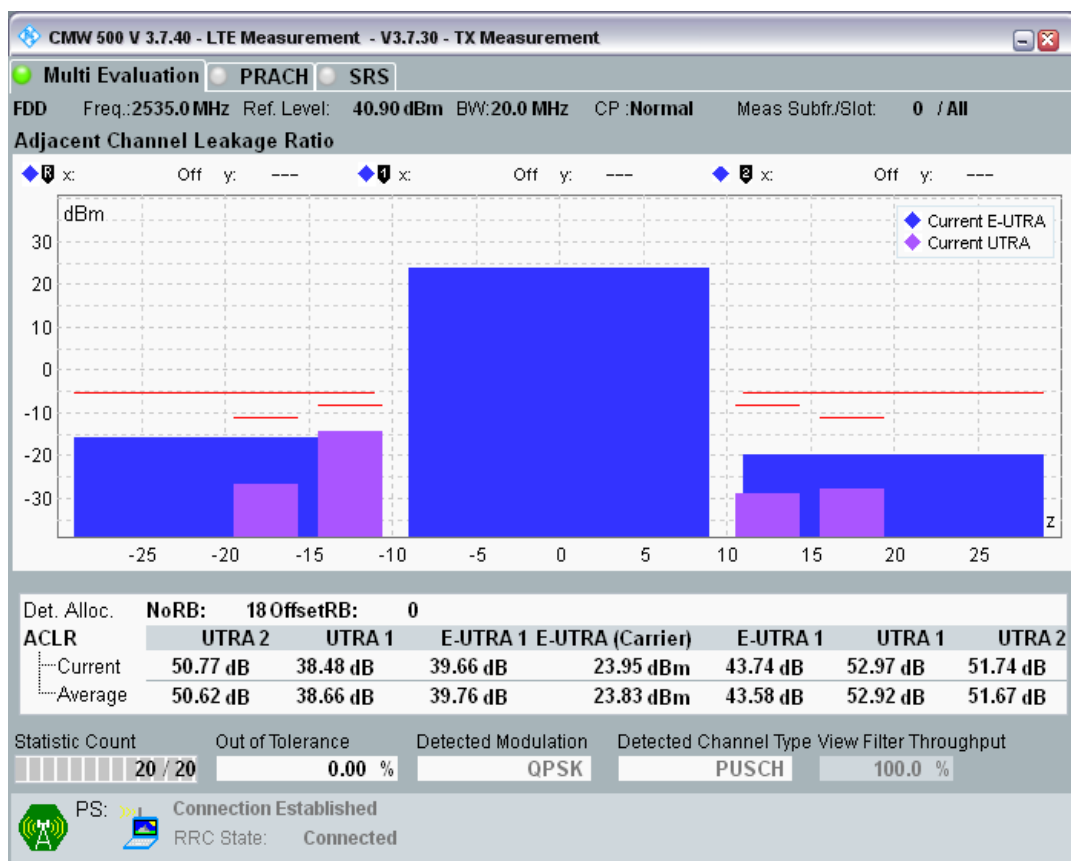 CMW 500 V 3.7.40 - LTE Measurement - V3.7.30 - TX Measurement
Multi Evaluation PRACH SRS
FDD Freq.:2535.0 MHz Ref. Level: 40.90 dBm BW:20.0 MHz CP :Normal Meas Subfr./Slot: 0 / All
Adjacent Channel Leakage Ratio
R x: Off y: --- 1 x: Off y: --- 2 x: Off y: ---
dBm
Current E-UTRA
Current UTRA
30
20
10
0
-10
-20
-30
z
-25 -20 -15 -10 -5 0 5 10 15 20 25
Det. Alloc. NoRB: 18 OffsetRB: 0
ACLR UTRA 2 UTRA 1 E-UTRA 1 E-UTRA (Carrier) E-UTRA 1 UTRA 1 UTRA 2
Current 50.77 dB 38.48 dB 39.66 dB 23.95 dBm 43.74 dB 52.97 dB 51.74 dB
Average 50.62 dB 38.66 dB 39.76 dB 23.83 dBm 43.58 dB 52.92 dB 51.67 dB
Statistic Count Out of Tolerance Detected Modulation Detected Channel Type View Filter Throughput
20 / 20 0.00 % QPSK PUSCH 100.0 %
PS: Connection Established
RRC State: Connected